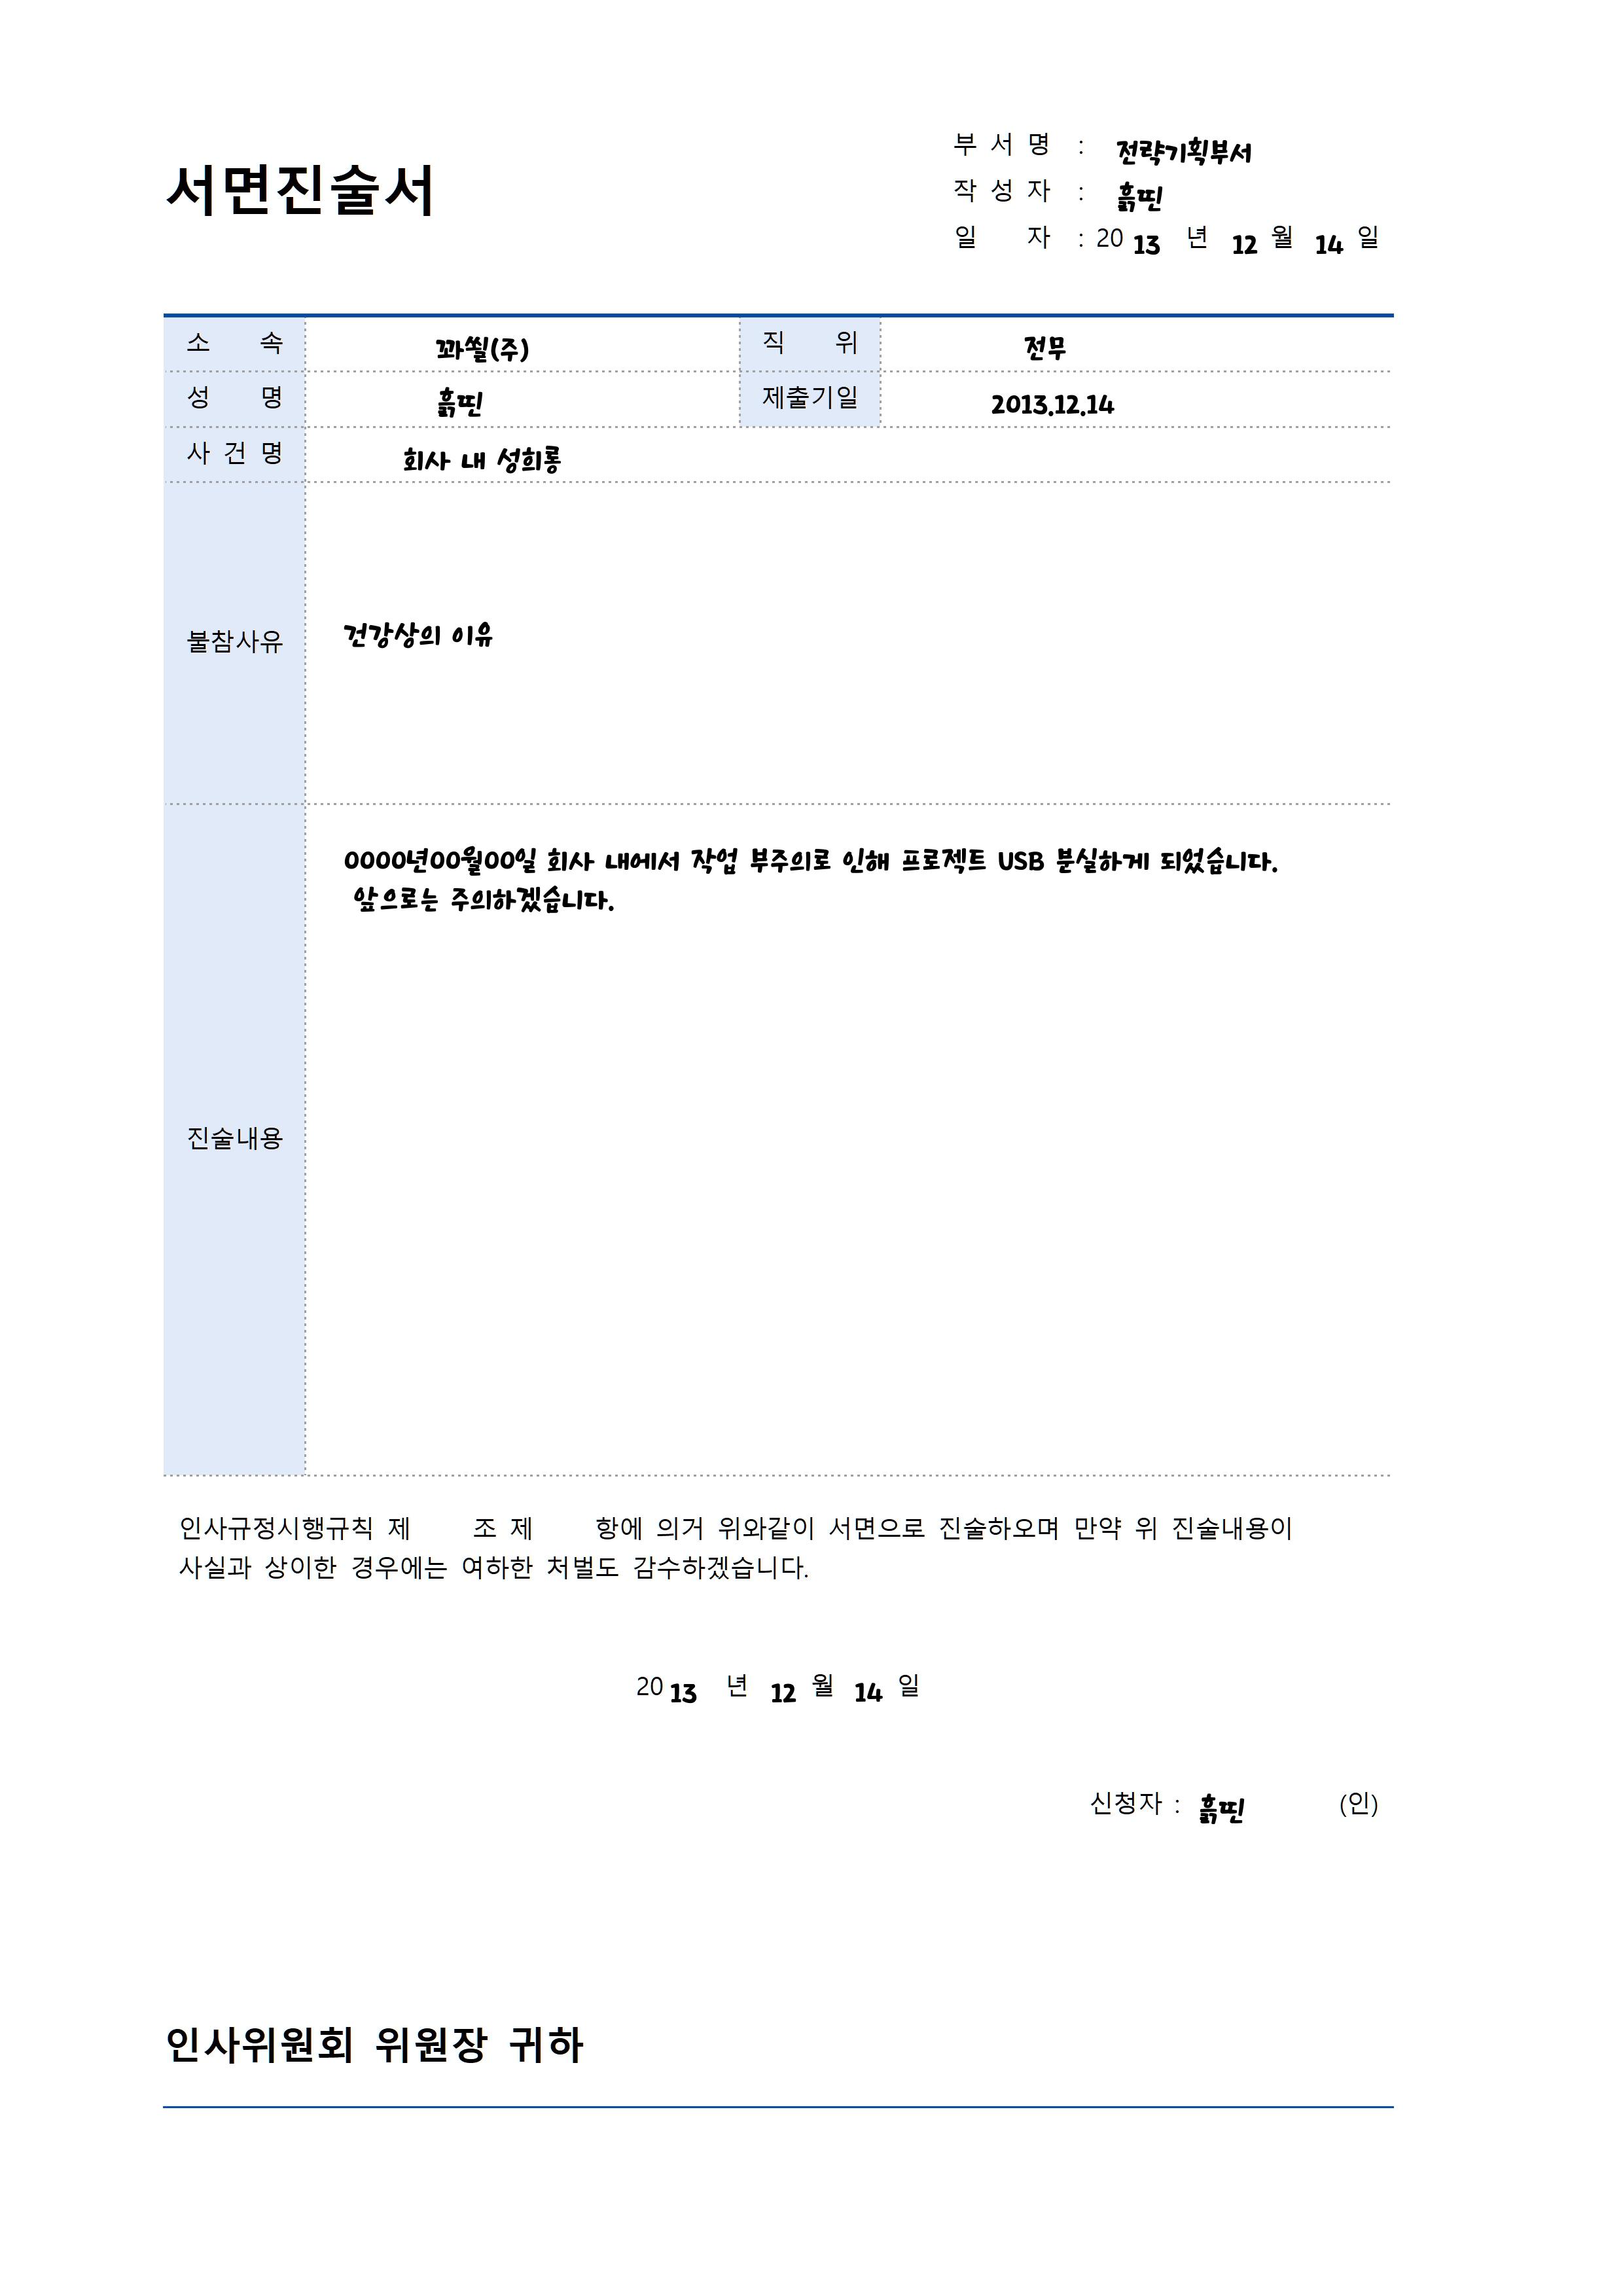 서면진술서
부 서 명 : 전략기획부서
작 성 자 : 흙띤
일 자 : 20 13 년 12 월 14 일
소 속 꽈쒤(주) 직 위 전무
성 명 흙띤 제출기일 2013.12.14
사 건 명 회사 내 성희롱
불참사유 건강상의 이유
0000년00월00일 회사 내에서 작업 부주의로 인해 프로젝트 USB 분실하게 되었습니다.
앞으로는 주의하겠습니다.
진술내용
인사규정시행규칙 제 조 제 항에 의거 위와같이 서면으로 진술하오며 만약 위 진술내용이
사실과 상이한 경우에는 여하한 처벌도 감수하겠습니다.
20 13 년 12 월 14 일
신청자 : 흙띤 (인)
인사위원회 위원장 귀하